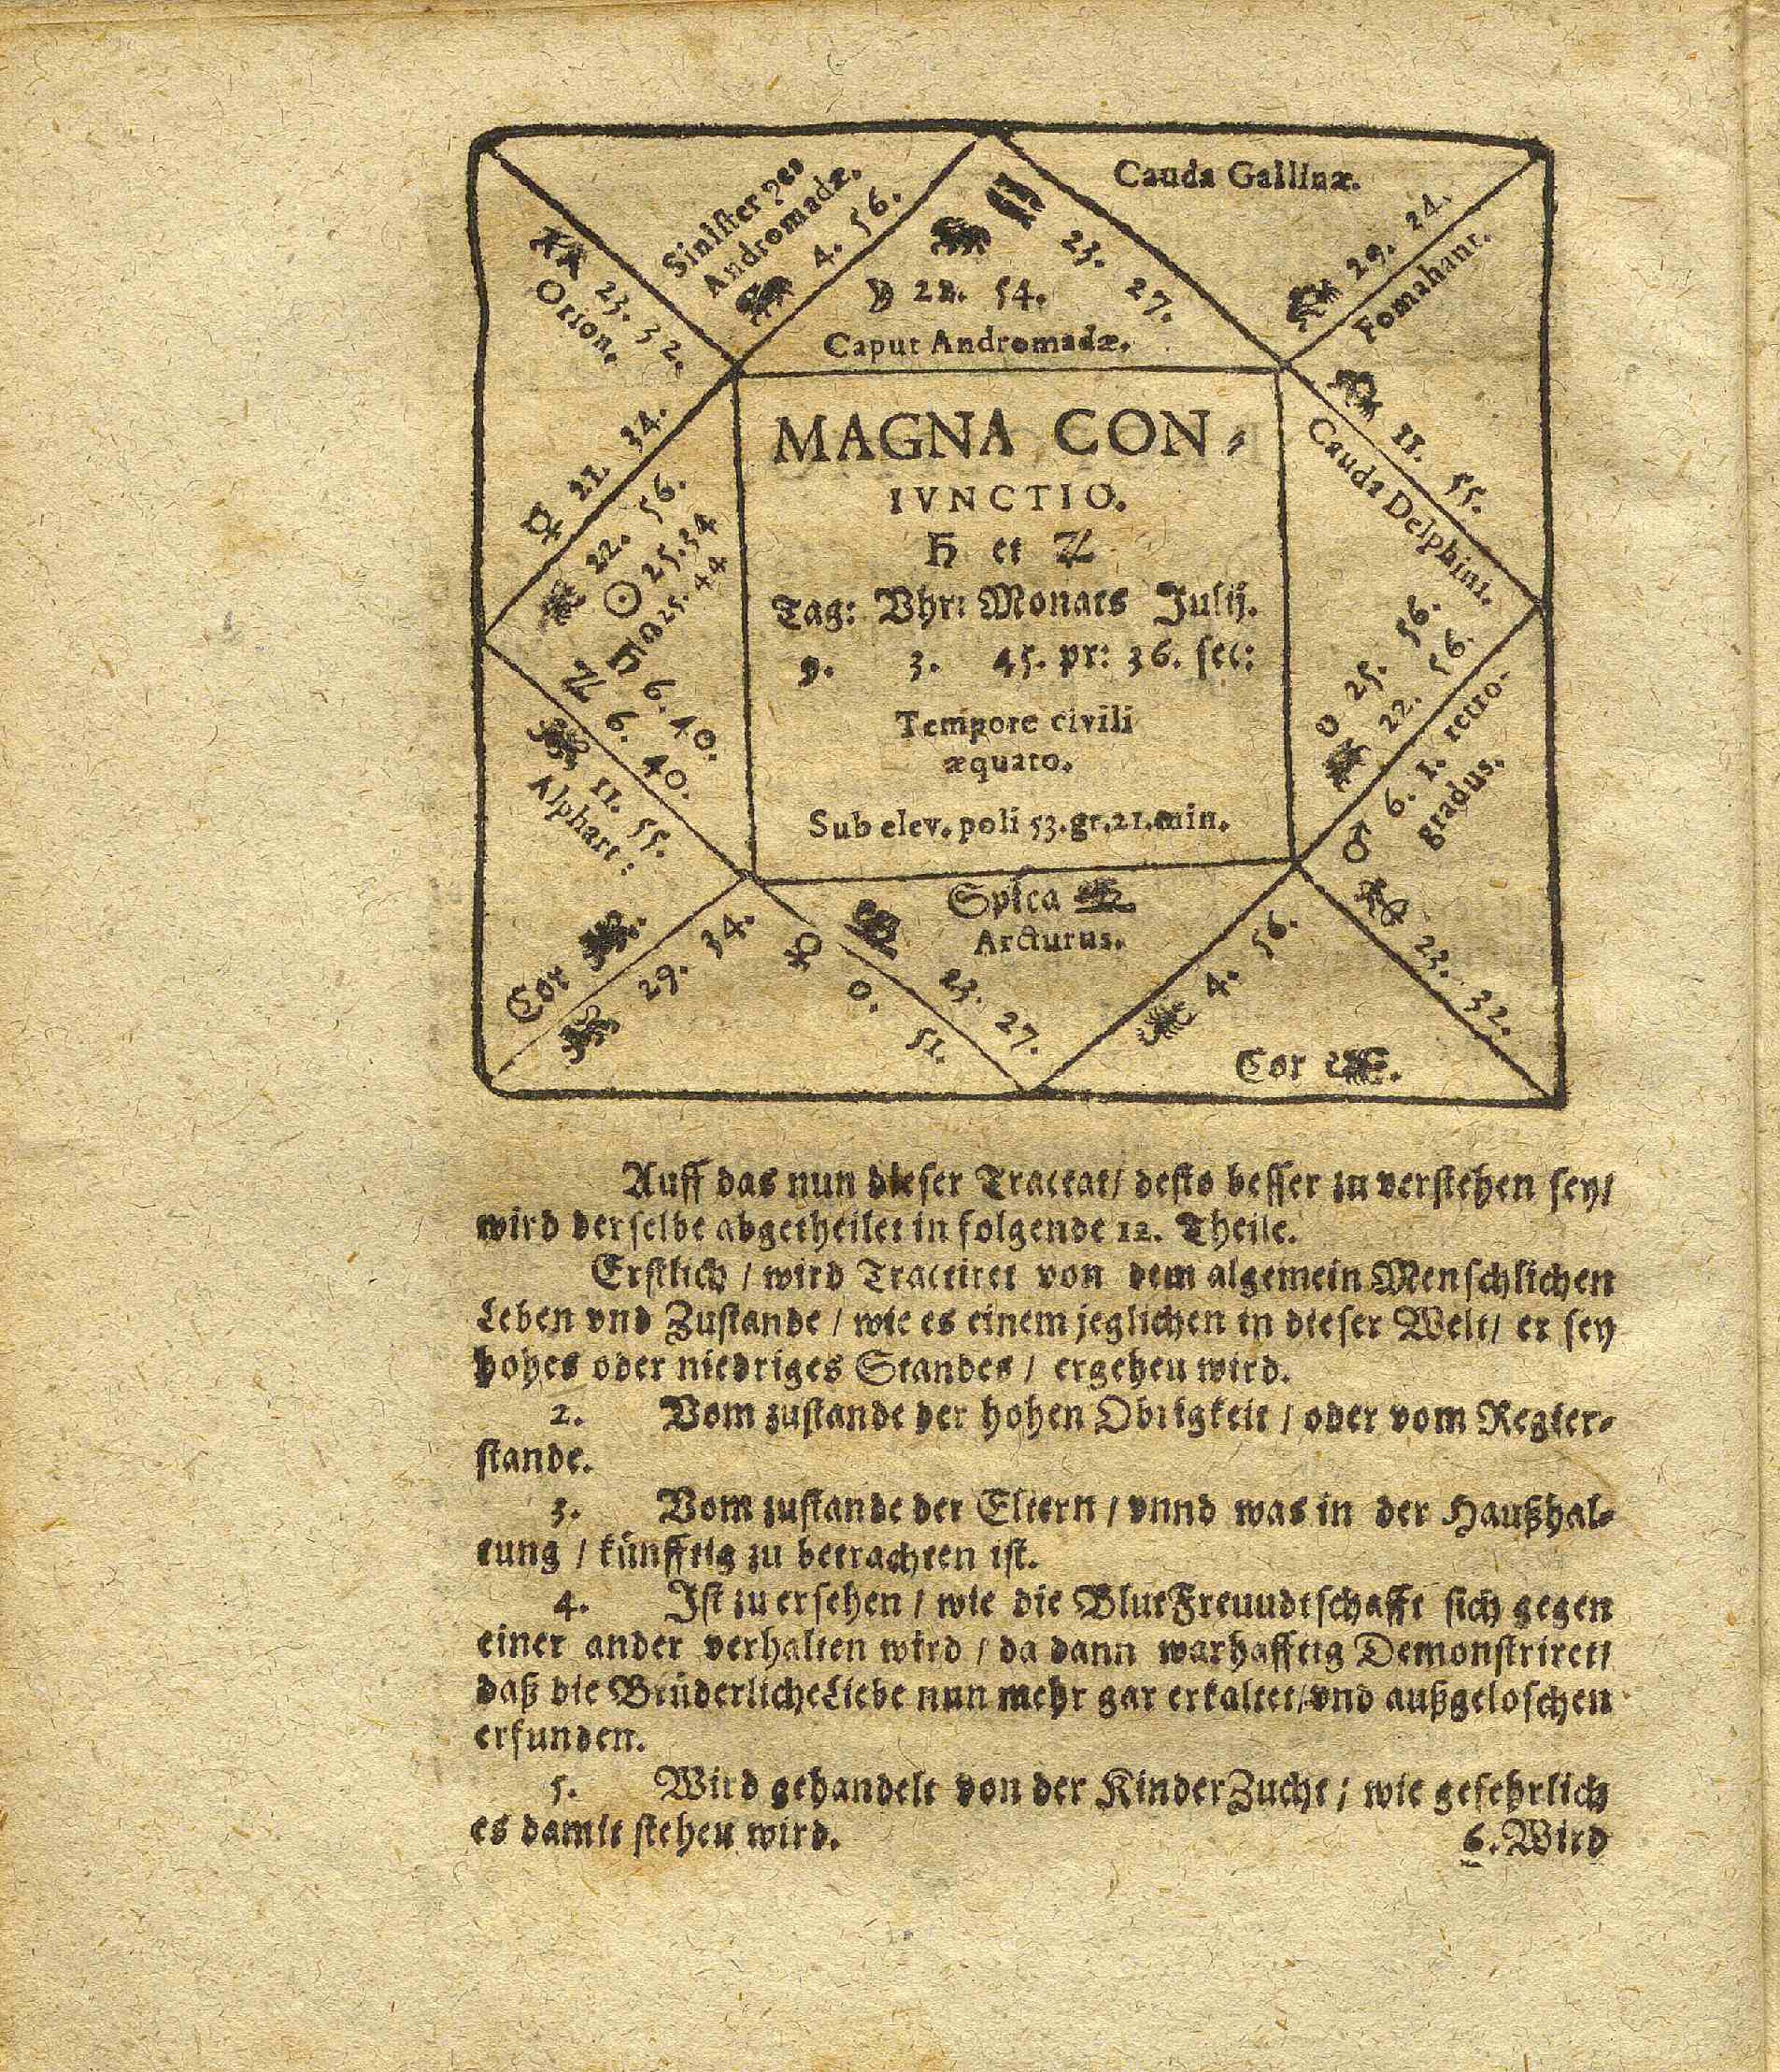 Sinister pes
Andromadæ.
4. 56.
23. 27.
☽ 22. 54.
Caput Andromadæ.
Cauda Gallinæ.
29. 24.
Fomahant.
23. 32.
Orion.
11. 55.
Cauda Delphini.
☿ 21. 34.
22. 56.
☉ 25. 34
☊ 25. 44
♄ 6. 40.
♃ 6. 40.
MAGNA CON⸗
IVNCTIO.
♄ et ♃
Tag: Vhr: Monats Julij.
9. 3. 45. pr: 36. sec:
Tempore civili
æquato.
Sub elev. poli 53. gr. 21. min.
25. 56.
22. 56.
♂ 6. 1. retro-
gradus.
11. 55.
Alphart:
Cor
29. 34.
♀ 0. 51.
23. 27.
Spica
Arcturus.
4. 56.
Cor
23. 32.
Auff das nun dieser Tractat/ desto besser zu verstehen sey/
wird derselbe abgetheilet in folgende 12. Theile.
Erstlich / wird Tractiret von dem algemein Menschlichen
Leben vnd Zustande / wie es einem jeglichen in dieser Welt/ er sey
hohes oder niedriges Standes / ergehen wird.
2. Vom zustande der hohen Obrigkeit / oder vom Regier⸗
stande.
3. Vom zustande der Eltern / vnnd was in der Haußhal⸗
tung / künfftig zu betrachten ist.
4. Ist zu ersehen / wie die BlutFreuudtschafft sich gegen
einer ander verhalten wird / da dann warhafftig Demonstriret/
daß die BrüderlicheLiebe nun mehr gar erkaltet/vnd außgeloschen
erfunden.
5. Wird gehandelt von der KinderZucht / wie gefehrlich
es damit stehen wird.
6. Wird